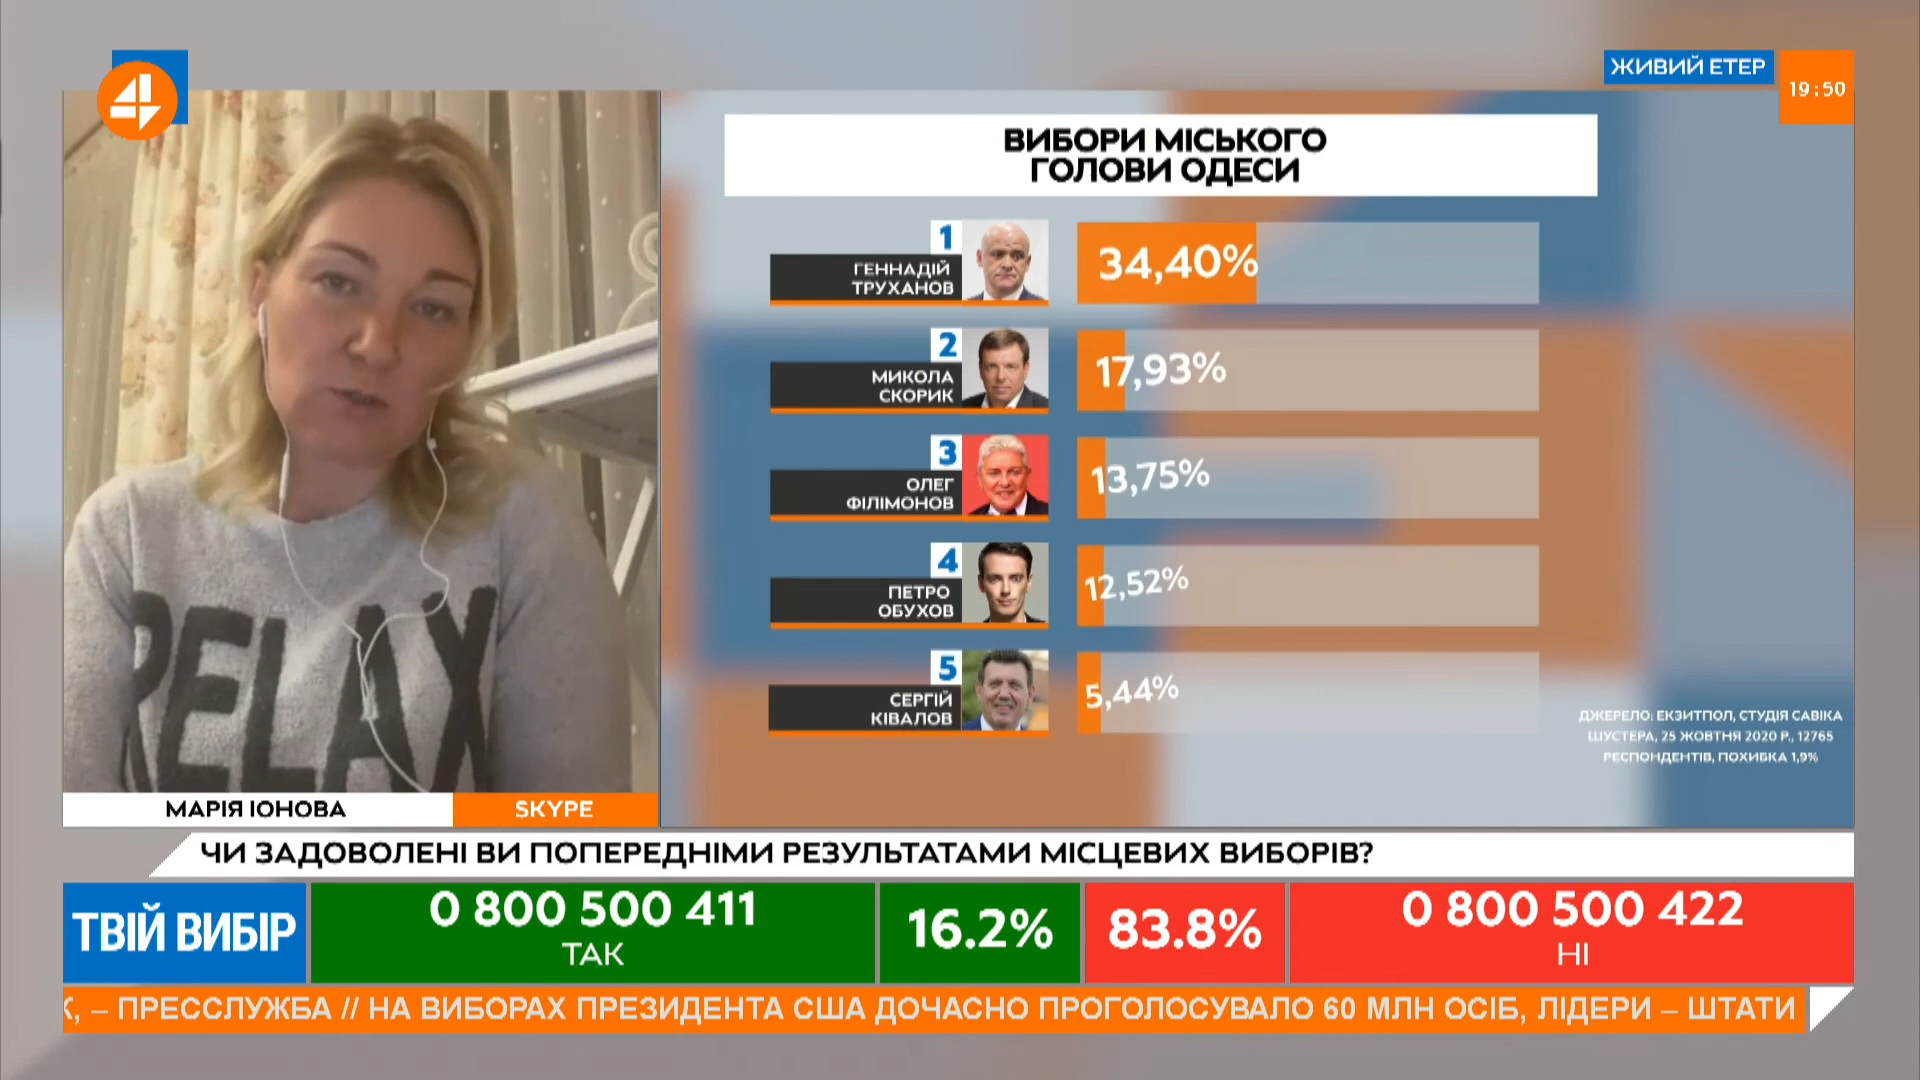 4
ЖИВИЙ ЕТЕР
19:50
ВИБОРИ МІСЬКОГО
ГОЛОВИ ОДЕСИ
1
ГЕННАДІЙ
ТРУХАНОВ
34,40%
2
МИКОЛА
СКОРИК
17,93%
3
ОЛЕГ
ФІЛІМОНОВ
13,75%
4
ПЕТРО
ОБУХОВ
12,52%
5
СЕРГІЙ
КІВАЛОВ
5,44%
ДЖЕРЕЛО: ЕКЗИТПОЛ, СТУДІЯ САВІКА
ШУСТЕРА, 25 ЖОВТНЯ 2020 Р., 12765
РЕСПОНДЕНТІВ, ПОХИБКА 1,9%
RELAX
МАРІЯ ІОНОВА
SKYPE
ЧИ ЗАДОВОЛЕНІ ВИ ПОПЕРЕДНІМИ РЕЗУЛЬТАТАМИ МІСЦЕВИХ ВИБОРІВ?
ТВІЙ ВИБІР
0 800 500 411
ТАК
16.2%
83.8%
0 800 500 422
НІ
К, – ПРЕССЛУЖБА // НА ВИБОРАХ ПРЕЗИДЕНТА США ДОЧАСНО ПРОГОЛОСУВАЛО 60 МЛН ОСІБ, ЛІДЕРИ – ШТАТИ